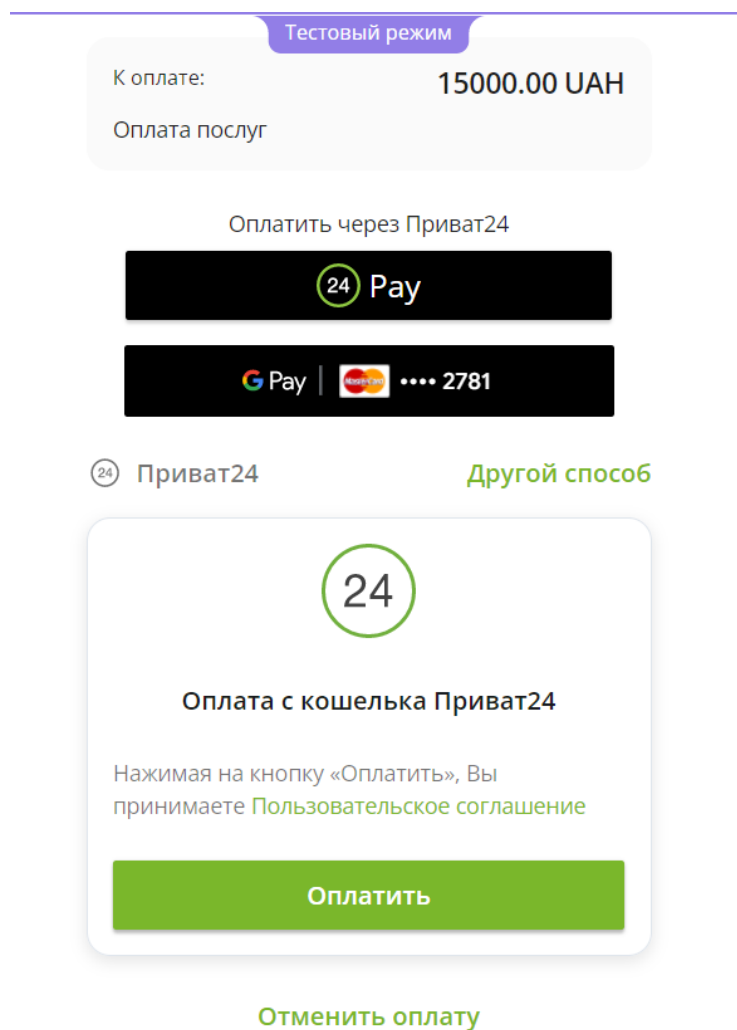 Тестовый режим
К оплате: 15000.00 UAH
Оплата послуг
Оплатить через Приват24
24 Pay
G Pay | MasterCard •••• 2781
24 Приват24 Другой способ
24
Оплата с кошелька Приват24
Нажимая на кнопку «Оплатить», Вы
принимаете Пользовательское соглашение
Оплатить
Отменить оплату